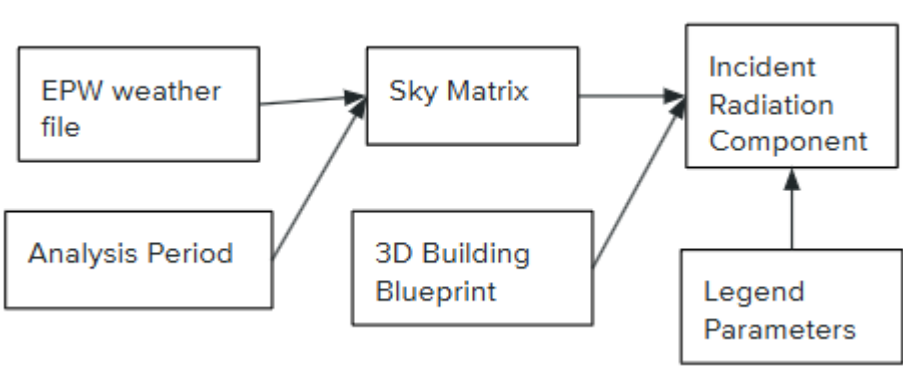 EPW weather
file
Sky Matrix
Incident
Radiation
Component
Analysis Period
3D Building
Blueprint
Legend
Parameters